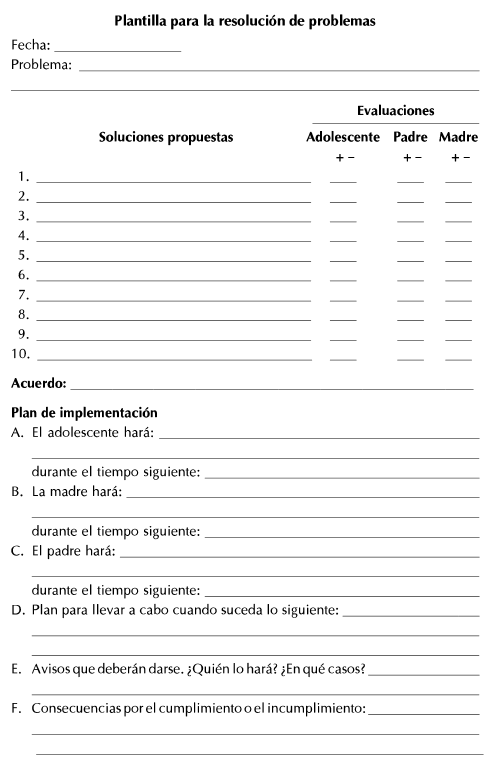 Plantilla para la resolución de problemas
Fecha:
Problema:
Evaluaciones
Soluciones propuestas Adolescente Padre Madre
+ – + – + –
1.
2.
3.
4.
5.
6.
7.
8.
9.
10.
Acuerdo:
Plan de implementación
A. El adolescente hará:
durante el tiempo siguiente:
B. La madre hará:
durante el tiempo siguiente:
C. El padre hará:
durante el tiempo siguiente:
D. Plan para llevar a cabo cuando suceda lo siguiente:
E. Avisos que deberán darse. ¿Quién lo hará? ¿En qué casos?
F. Consecuencias por el cumplimiento o el incumplimiento: